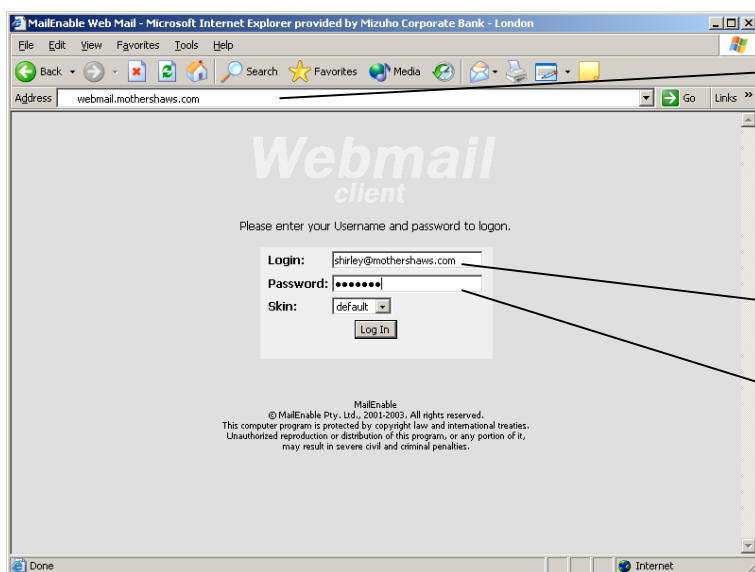 MailEnable Web Mail - Microsoft Internet Explorer provided by Mizuho Corporate Bank - London
File Edit View Favorites Tools Help
Back Search Favorites Media
Address webmail.mothershaws.com Go Links »
Webmail
client
Please enter your Username and password to logon.
Login: shirley@mothershaws.com
Password: •••••••
Skin: default
Log In
MailEnable
© MailEnable Pty. Ltd., 2001-2003. All rights reserved.
This computer program is protected by copyright law and international treaties.
Unauthorized reproduction or distribution of this program, or any portion of it,
may result in severe civil and criminal penalties.
Done Internet